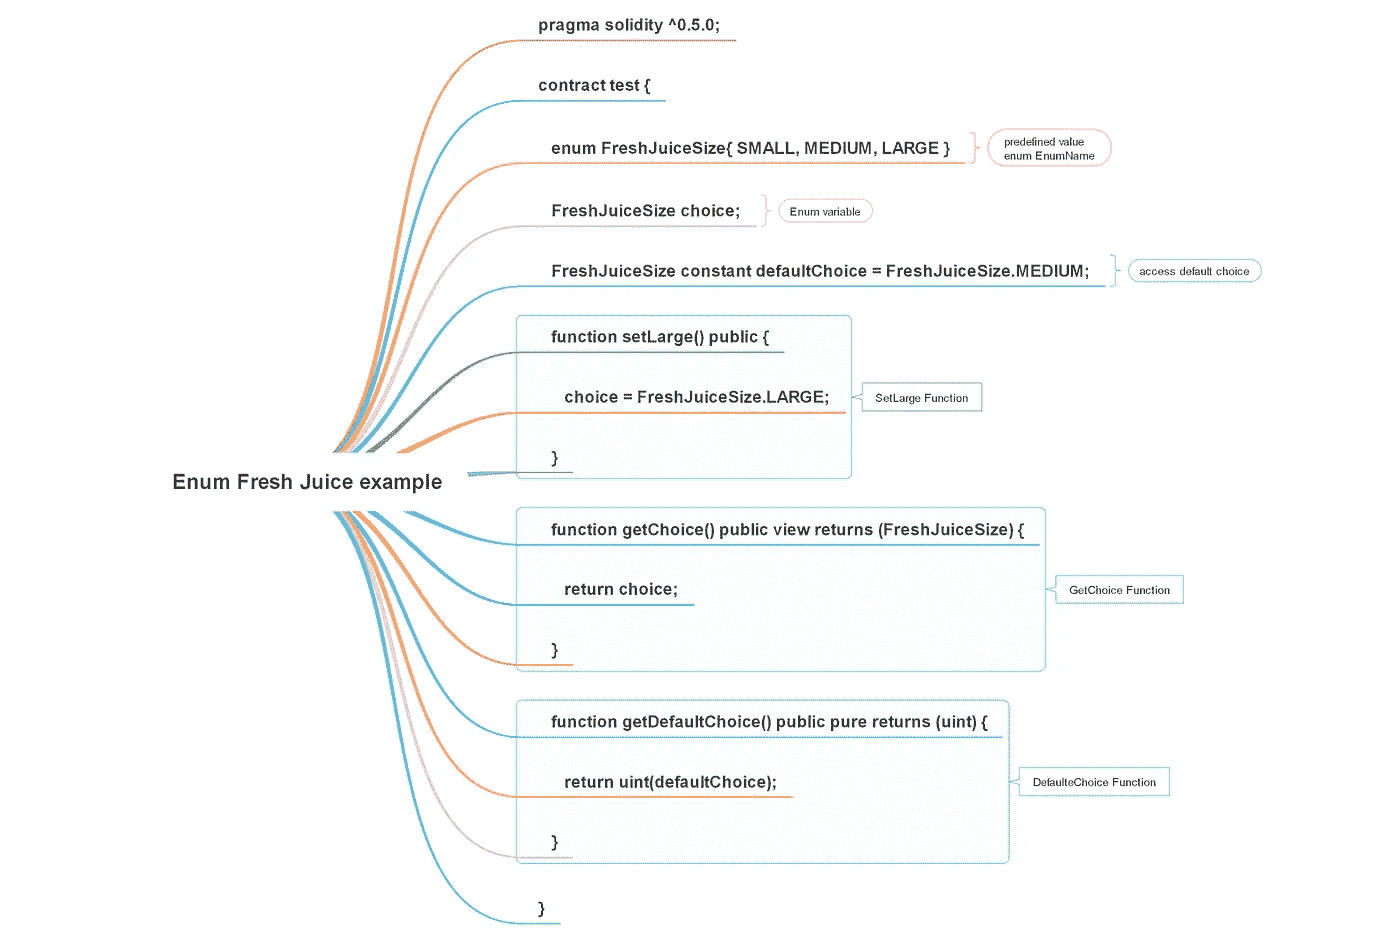 pragma solidity ^0.5.0;
contract test {
enum FreshJuiceSize{ SMALL, MEDIUM, LARGE }
predefined value
enum EnumName
FreshJuiceSize choice;
Enum variable
FreshJuiceSize constant defaultChoice = FreshJuiceSize.MEDIUM;
access default choice
function setLarge() public {
choice = FreshJuiceSize.LARGE;
SetLarge Function
}
Enum Fresh Juice example
function getChoice() public view returns (FreshJuiceSize) {
return choice;
GetChoice Function
}
function getDefaultChoice() public pure returns (uint) {
return uint(defaultChoice);
DefaulteChoice Function
}
}